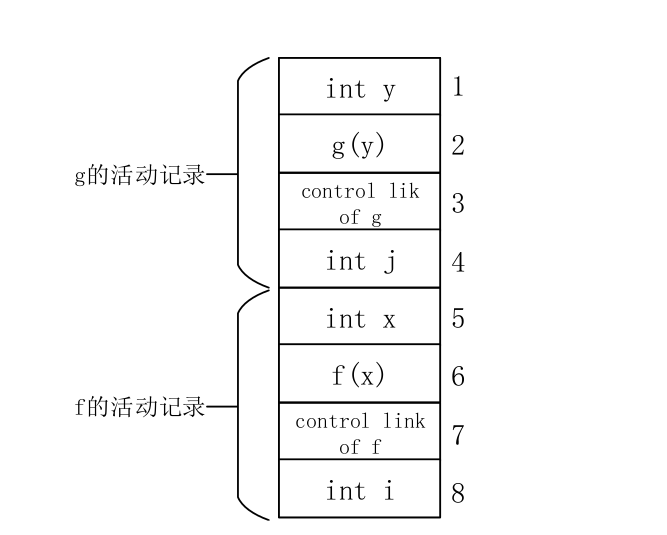 int y
1
g(y)
2
g的活动记录
control lik
of g
3
int j
4
int x
5
f(x)
6
f的活动记录
control link
of f
7
int i
8